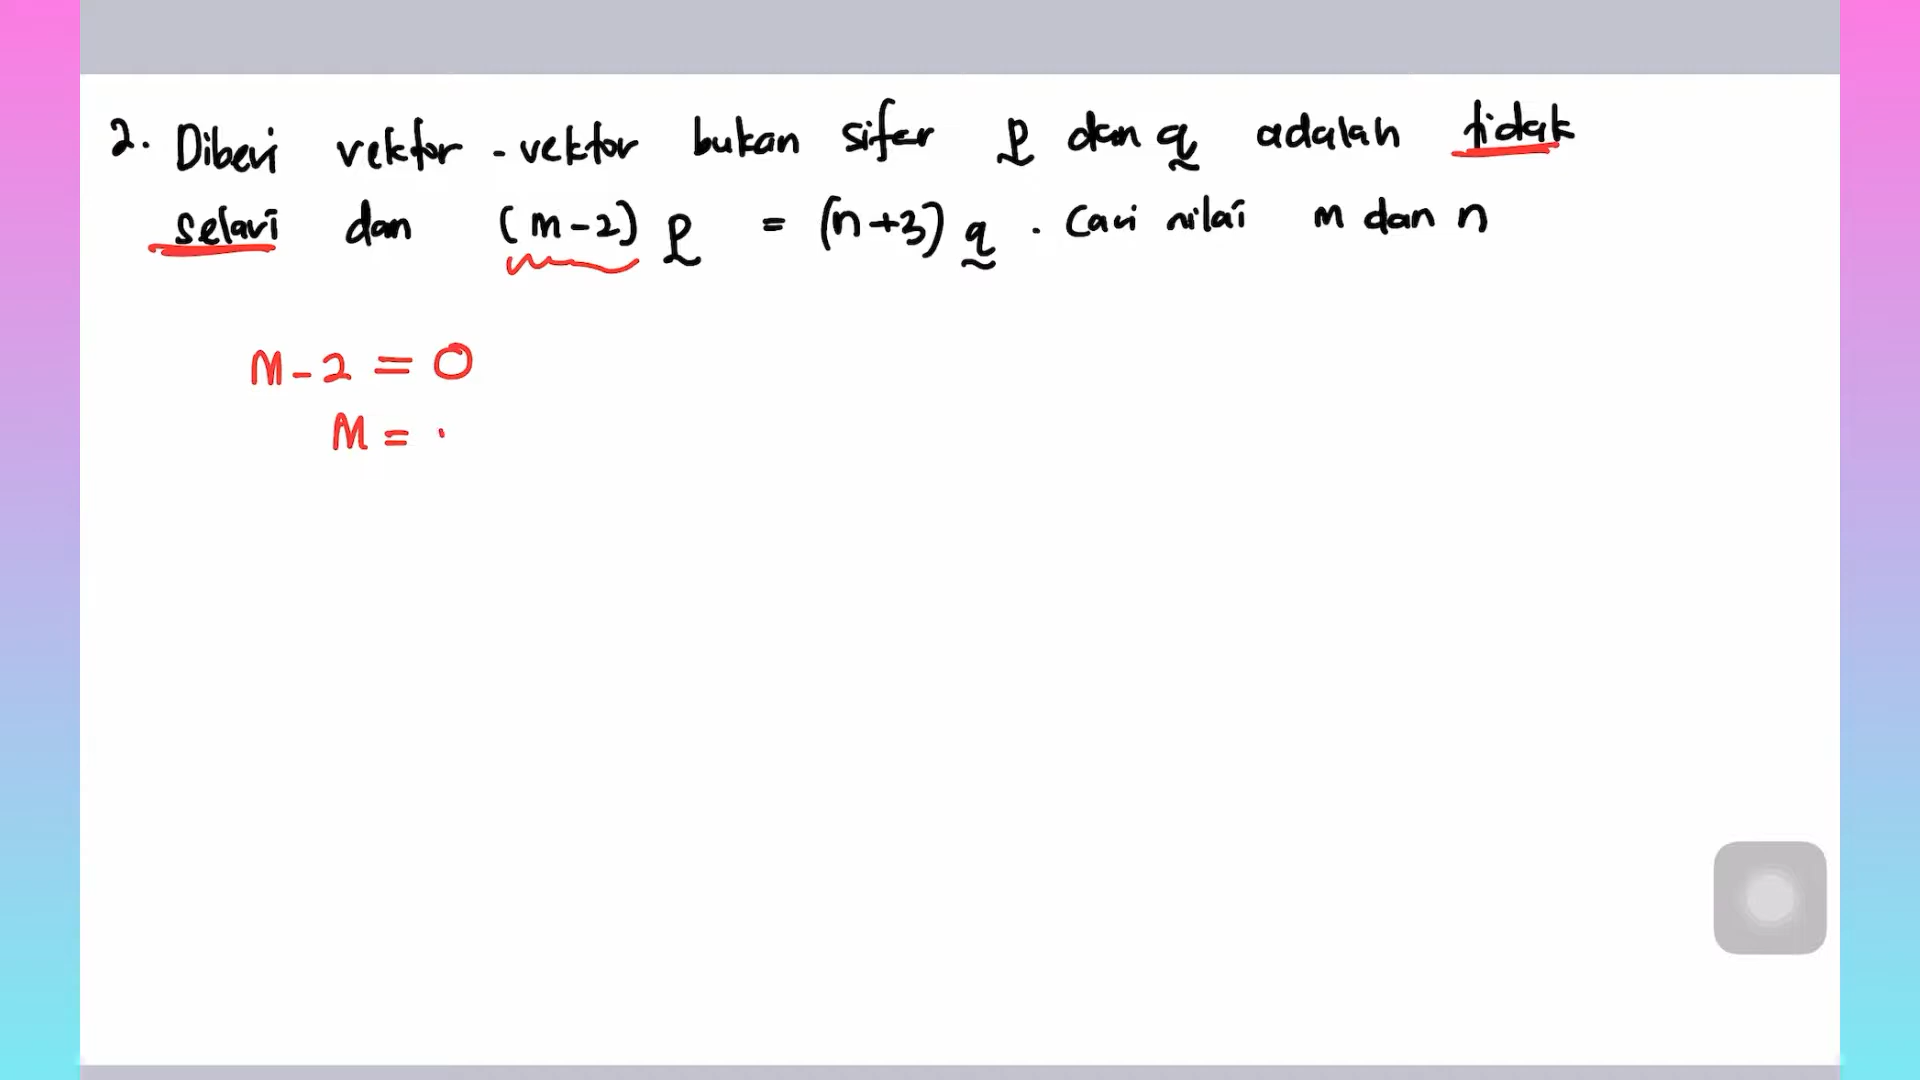 2. Diberi vektor-vektor bukan sifar p dan q adalah tidak
selari dan (m-2) p = (n+3) q. Cari nilai m dan n
m-2 = 0
m =